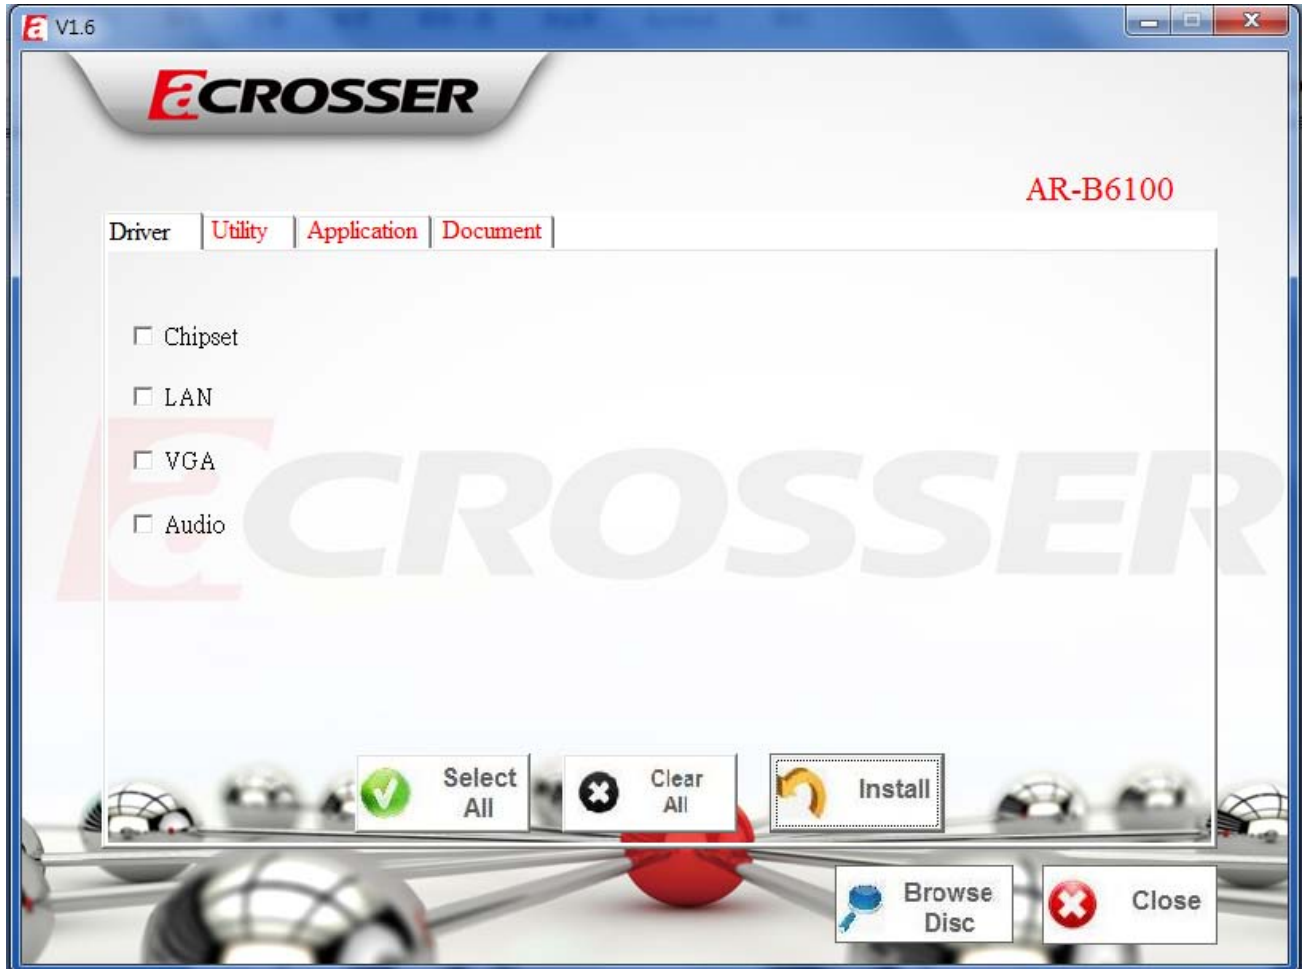 V1.6
aCROSSER
AR-B6100
Driver Utility Application Document
Chipset
LAN
VGA
Audio
aCROSSER
Select
All
Clear
All
Install
Browse
Disc
Close